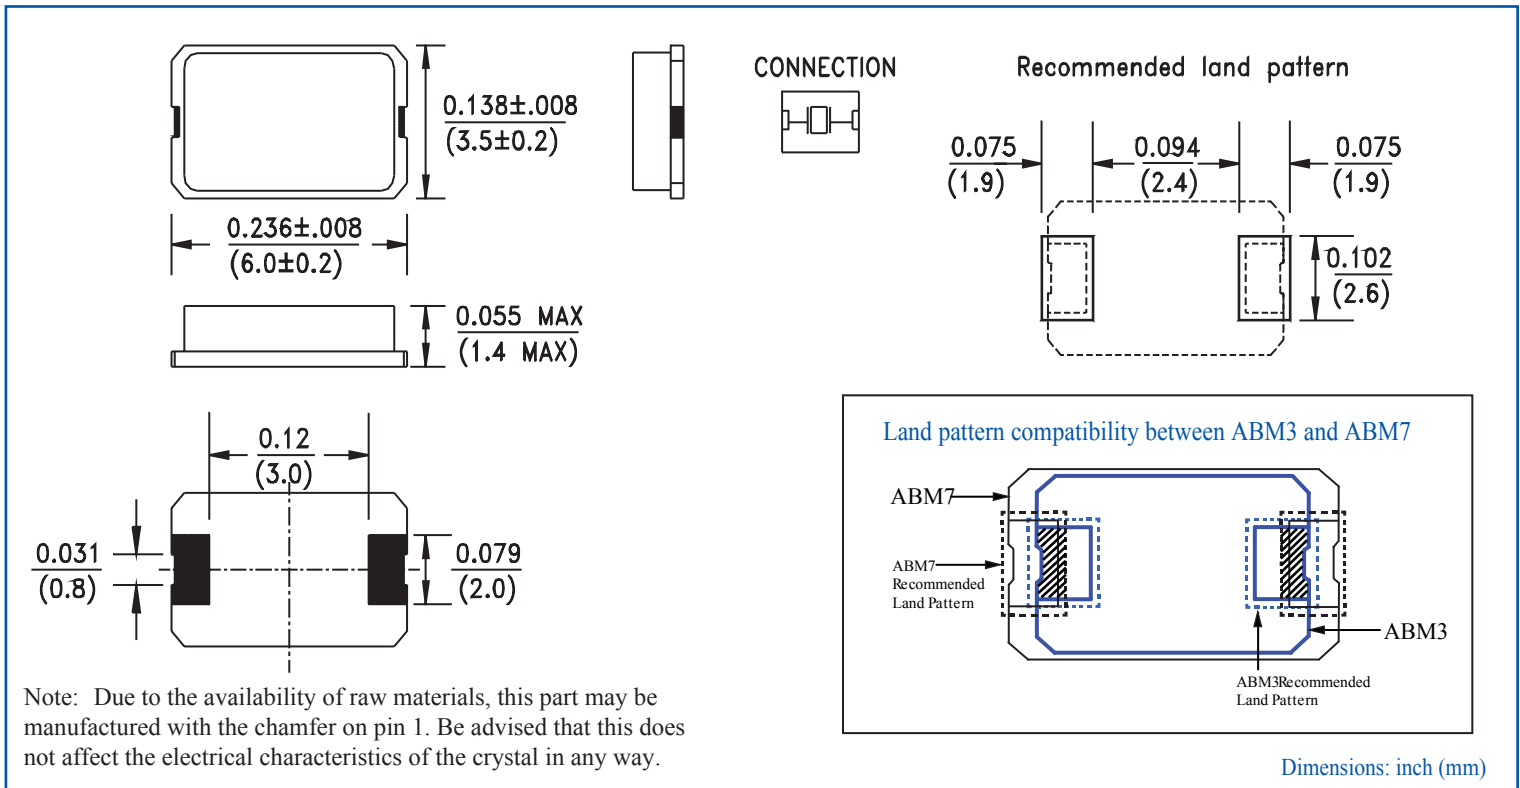 0.138±.008
(3.5±0.2)
0.236±.008
(6.0±0.2)
0.055 MAX
(1.4 MAX)
0.12
(3.0)
0.031
(0.8)
0.079
(2.0)
Note: Due to the availability of raw materials, this part may be
manufactured with the chamfer on pin 1. Be advised that this does
not affect the electrical characteristics of the crystal in any way.
CONNECTION
Recommended land pattern
0.075
(1.9)
0.094
(2.4)
0.075
(1.9)
0.102
(2.6)
Land pattern compatibility between ABM3 and ABM7
ABM7
ABM7
Recommended
Land Pattern
ABM3
ABM3Recommended
Land Pattern
Dimensions: inch (mm)